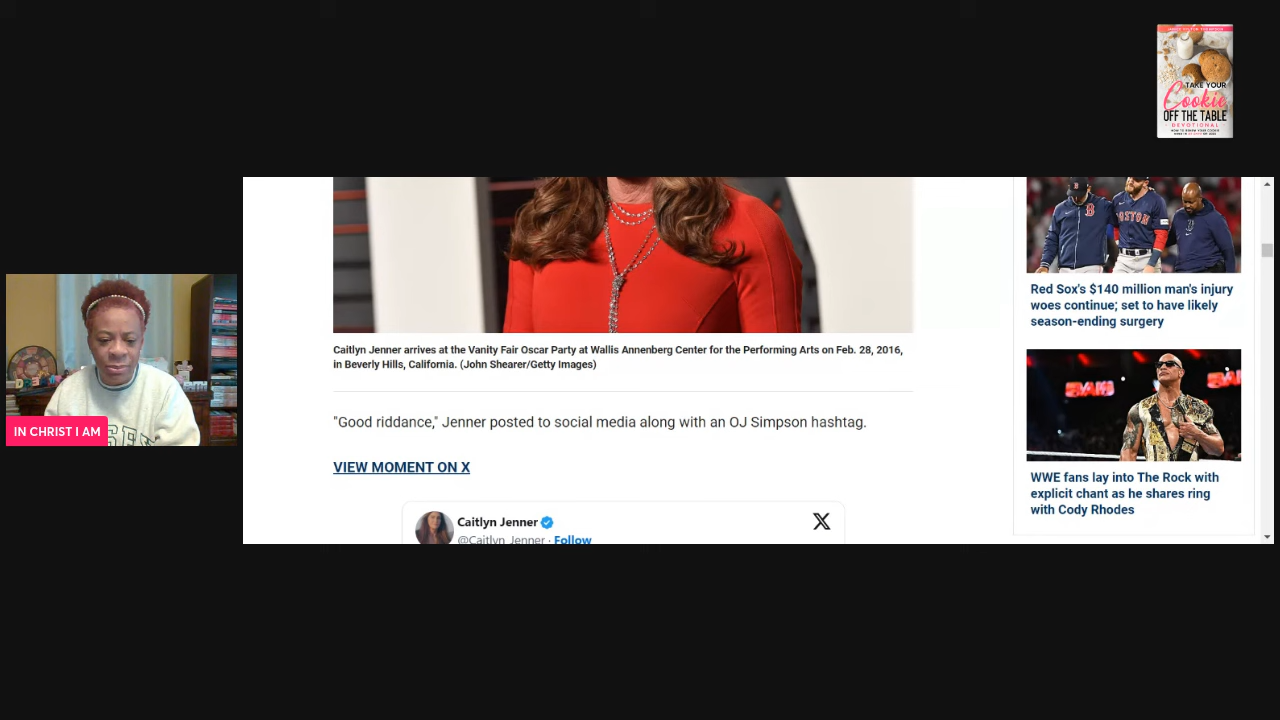 TAKE YOUR
Cookie
OFF THE TABLE
DEVOTIONAL
IN CHRIST I AM
Caitlyn Jenner arrives at the Vanity Fair Oscar Party at Wallis Annenberg Center for the Performing Arts on Feb. 28, 2016,
in Beverly Hills, California. (John Shearer/Getty Images)
"Good riddance," Jenner posted to social media along with an OJ Simpson hashtag.
VIEW MOMENT ON X
Caitlyn Jenner
@Caitlyn_Jenner · Follow
BOSTON
Red Sox's $140 million man's injury
woes continue; set to have likely
season-ending surgery
WWE fans lay into The Rock with
explicit chant as he shares ring
with Cody Rhodes